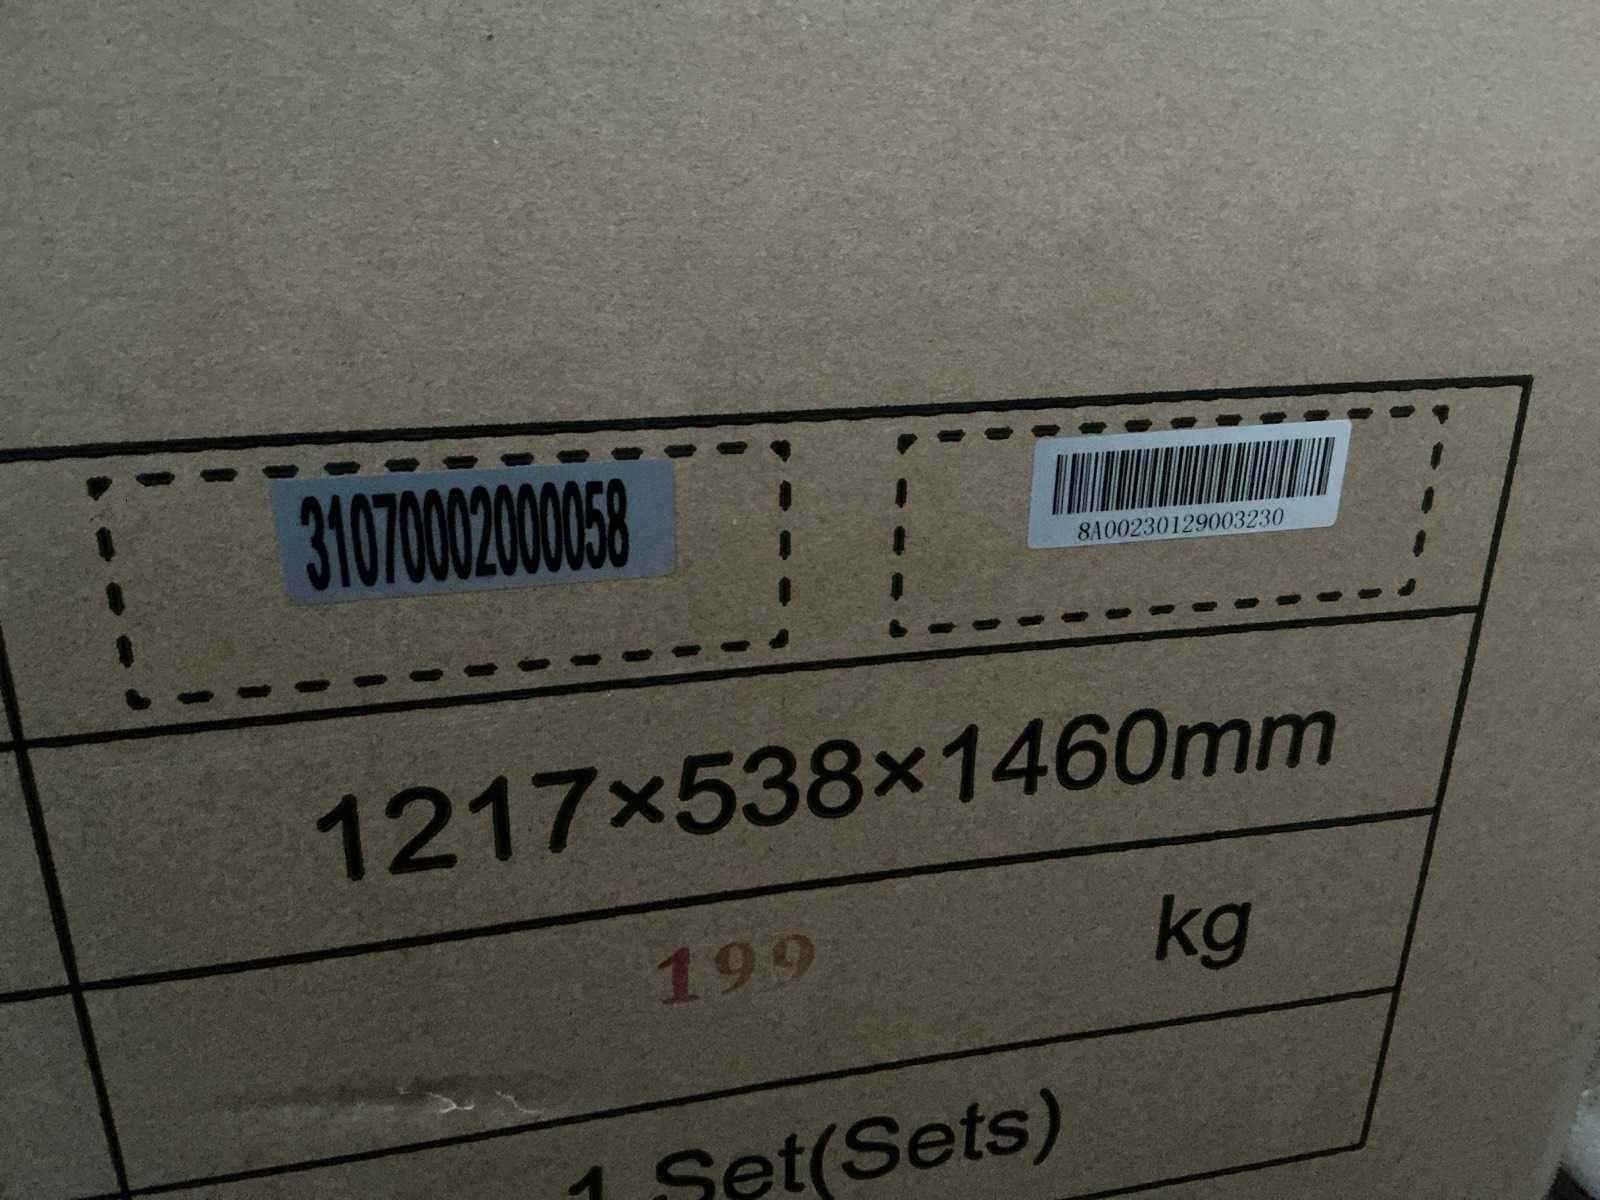 31070002000058
8A00230129003230
1217×538×1460mm
199 kg
1 Set(Sets)